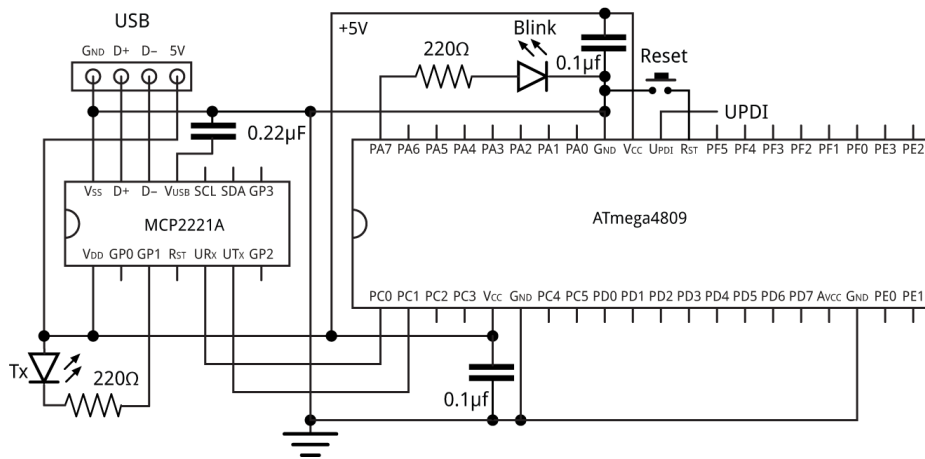 USB
+5V
Blink
GND D+ D– 5V
220Ω
0.1µf
Reset
0.22µF
UPDI
PA7 PA6 PA5 PA4 PA3 PA2 PA1 PA0 GND VCC UPDI RST PF5 PF4 PF3 PF2 PF1 PF0 PE3 PE2
VSS D+ D– VUSB SCL SDA GP3
MCP2221A
ATmega4809
VDD GP0 GP1 RST URX UTX GP2
PC0 PC1 PC2 PC3 VCC GND PC4 PC5 PD0 PD1 PD2 PD3 PD4 PD5 PD6 PD7 AVCC GND PE0 PE1
Tx
220Ω
0.1µf